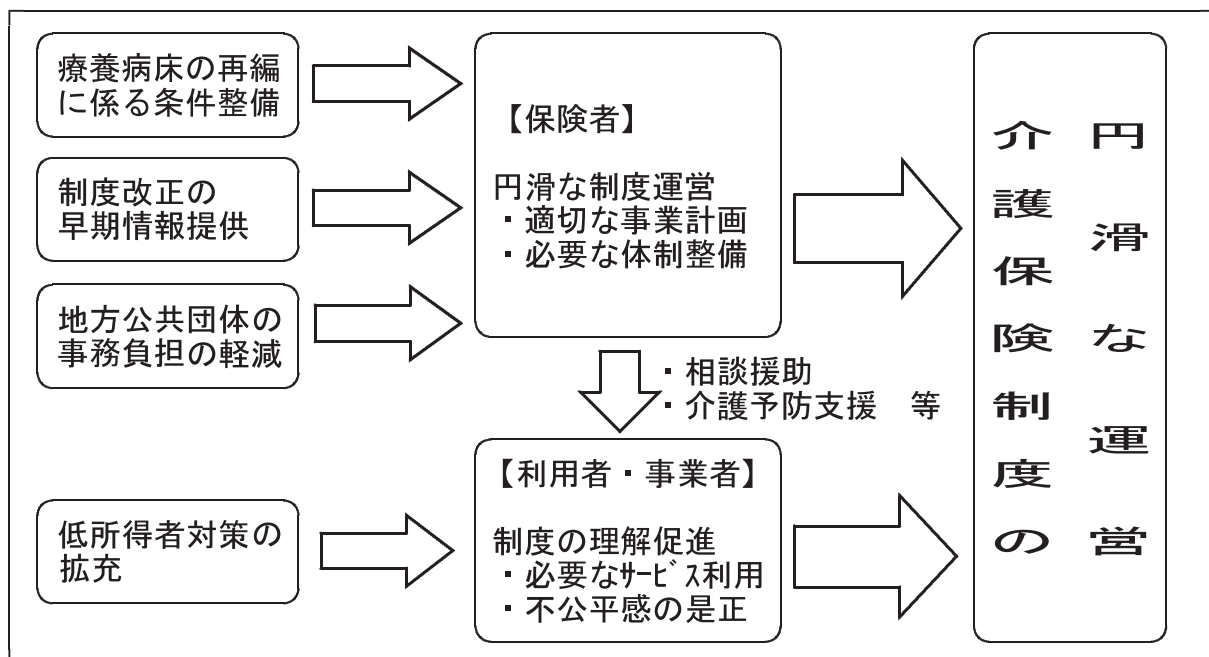 療養病床の再編
に係る条件整備
制度改正の
早期情報提供
地方公共団体の
事務負担の軽減
低所得者対策の
拡充
【保険者】
円滑な制度運営
・適切な事業計画
・必要な体制整備
・相談援助
・介護予防支援　等
【利用者・事業者】
制度の理解促進
・必要なｻｰﾋﾞｽ利用
・不公平感の是正
介護保険制度の
円滑な運営